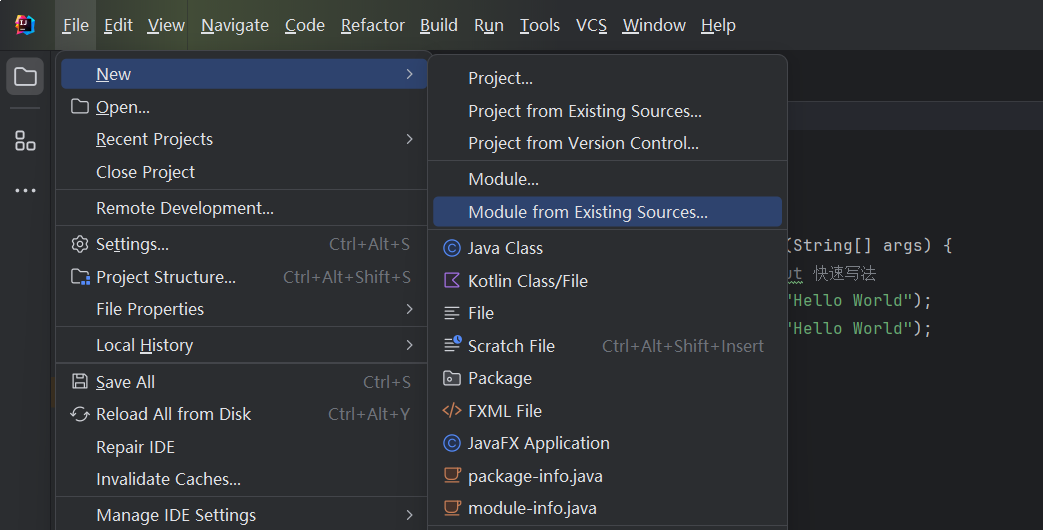 File Edit View Navigate Code Refactor Build Run Tools VCS Window Help
New
Open...
Recent Projects
Close Project
Remote Development...
Settings... Ctrl+Alt+S
Project Structure... Ctrl+Alt+Shift+S
File Properties
Local History
Save All Ctrl+S
Reload All from Disk Ctrl+Alt+Y
Repair IDE
Invalidate Caches...
Manage IDE Settings
Project...
Project from Existing Sources...
Project from Version Control...
Module...
Module from Existing Sources...
Java Class
Kotlin Class/File
File
Scratch File Ctrl+Alt+Shift+Insert
Package
FXML File
JavaFX Application
package-info.java
module-info.java
(String[] args) {
ut 快速写法
"Hello World");
"Hello World");